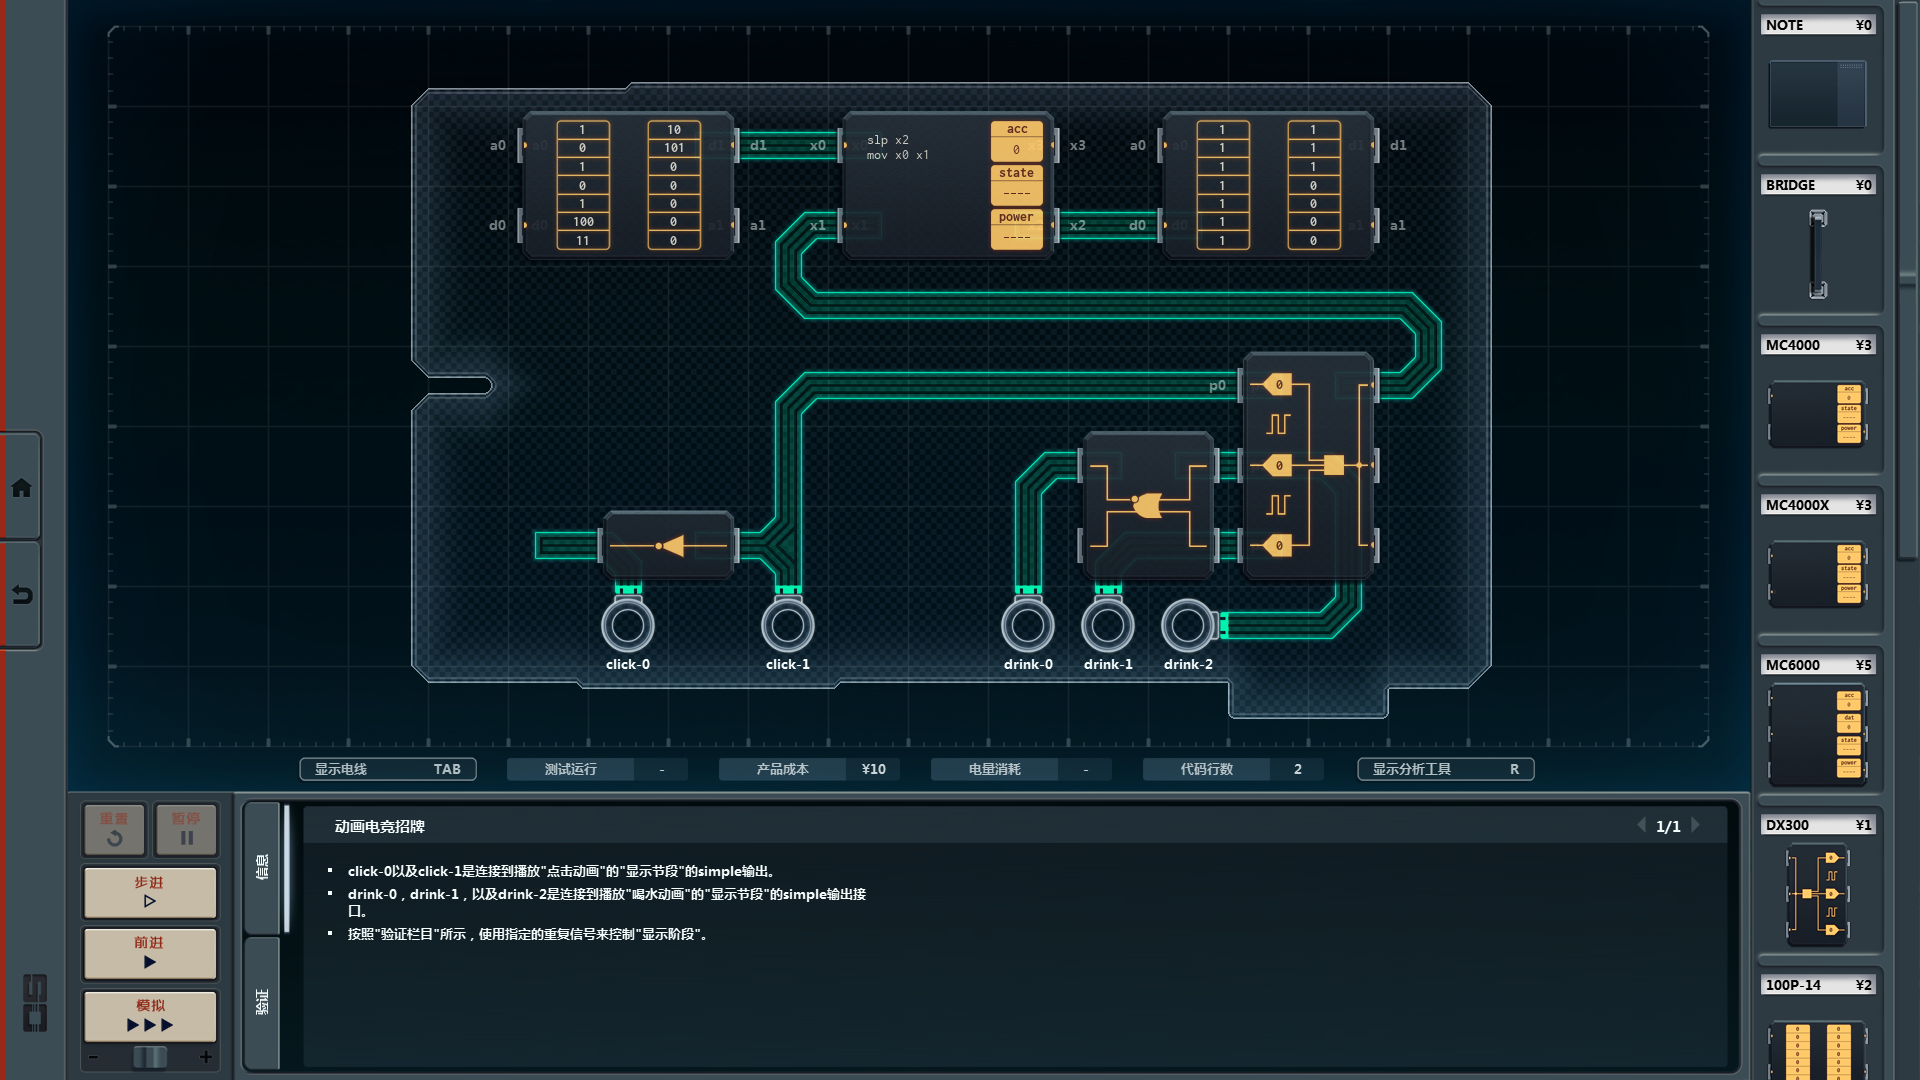 NOTE ¥0
BRIDGE ¥0
MC4000 ¥3
MC4000X ¥3
MC6000 ¥5
DX300 ¥1
100P-14 ¥2
a0
1 10
0 101
1 0
0 0
1 0
100 0
11 0
d0
d1
a1
x0
x1
slp x2
mov x0 x1
acc
0
state
----
power
----
x3
x2
a0
d0
1 1
1 1
1 1
1 0
1 0
1 0
1 0
d1
a1
p0
0
0
0
click-0
click-1
drink-0
drink-1
drink-2
显示电线 TAB
测试运行 -
产品成本 ¥10
电量消耗 -
代码行数 2
显示分析工具 R
重置
暂停
步进
前进
模拟
- +
信息
验证
动画电竞招牌
1/1
▪ click-0以及click-1是连接到播放"点击动画"的"显示节段"的simple输出。
▪ drink-0，drink-1，以及drink-2是连接到播放"喝水动画"的"显示节段"的simple输出接
口。
▪ 按照"验证栏目"所示，使用指定的重复信号来控制"显示阶段"。